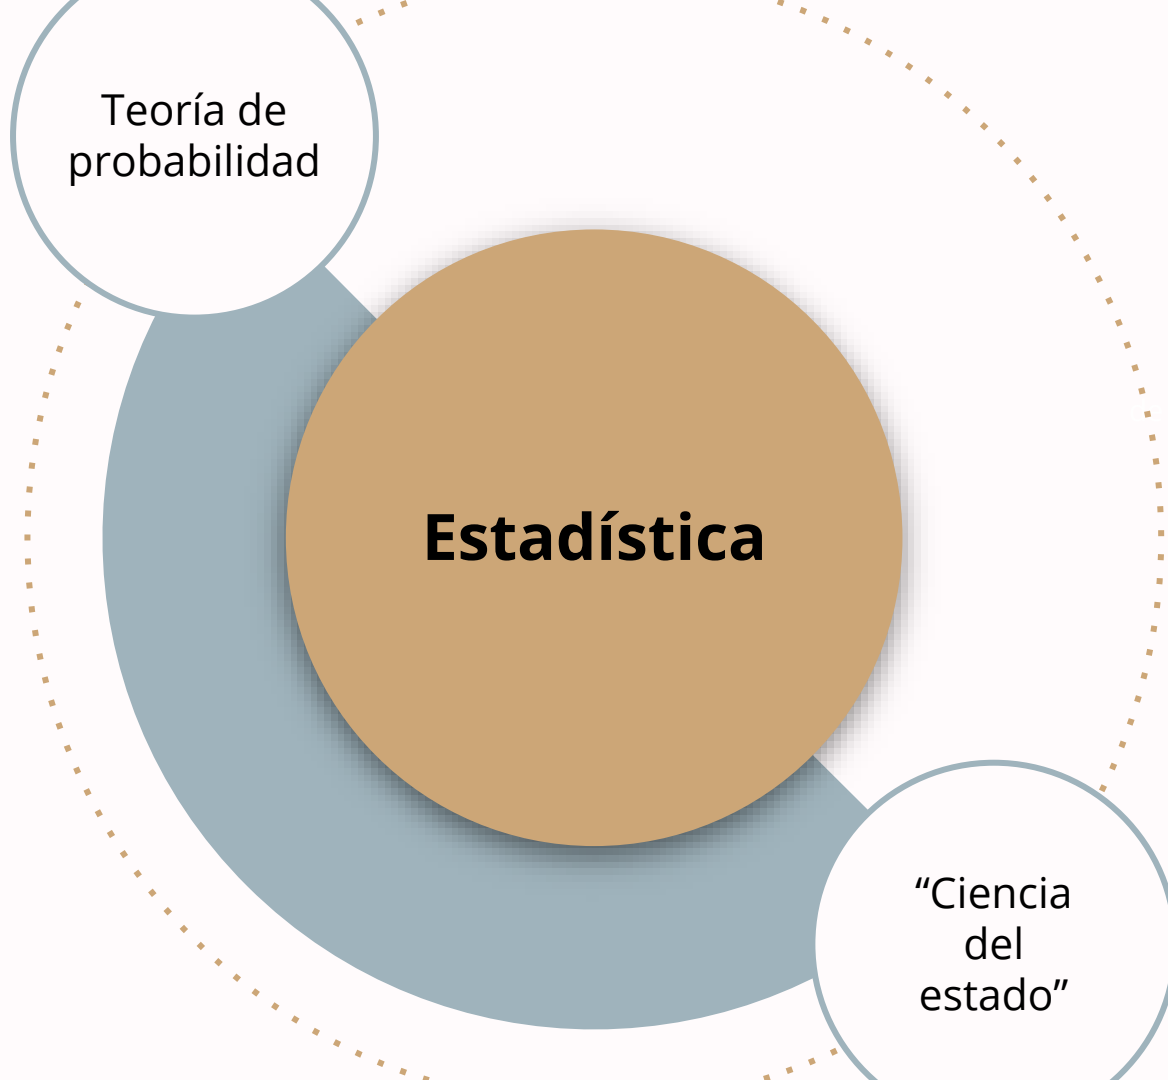 Teoría de
probabilidad
Estadística
“Ciencia
del
estado”